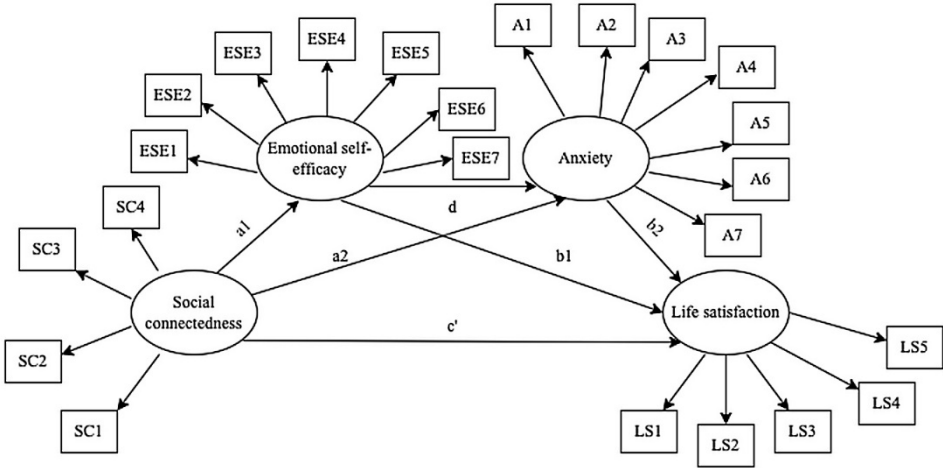 A1
A2
A3
A4
A5
A6
A7
ESE4
ESE3
ESE5
ESE2
ESE6
ESE1
ESE7
Emotional self-
efficacy
Anxiety
SC4
SC3
SC2
SC1
a1
d
a2
b1
b2
Social
connectedness
c'
Life satisfaction
LS5
LS4
LS1
LS2
LS3